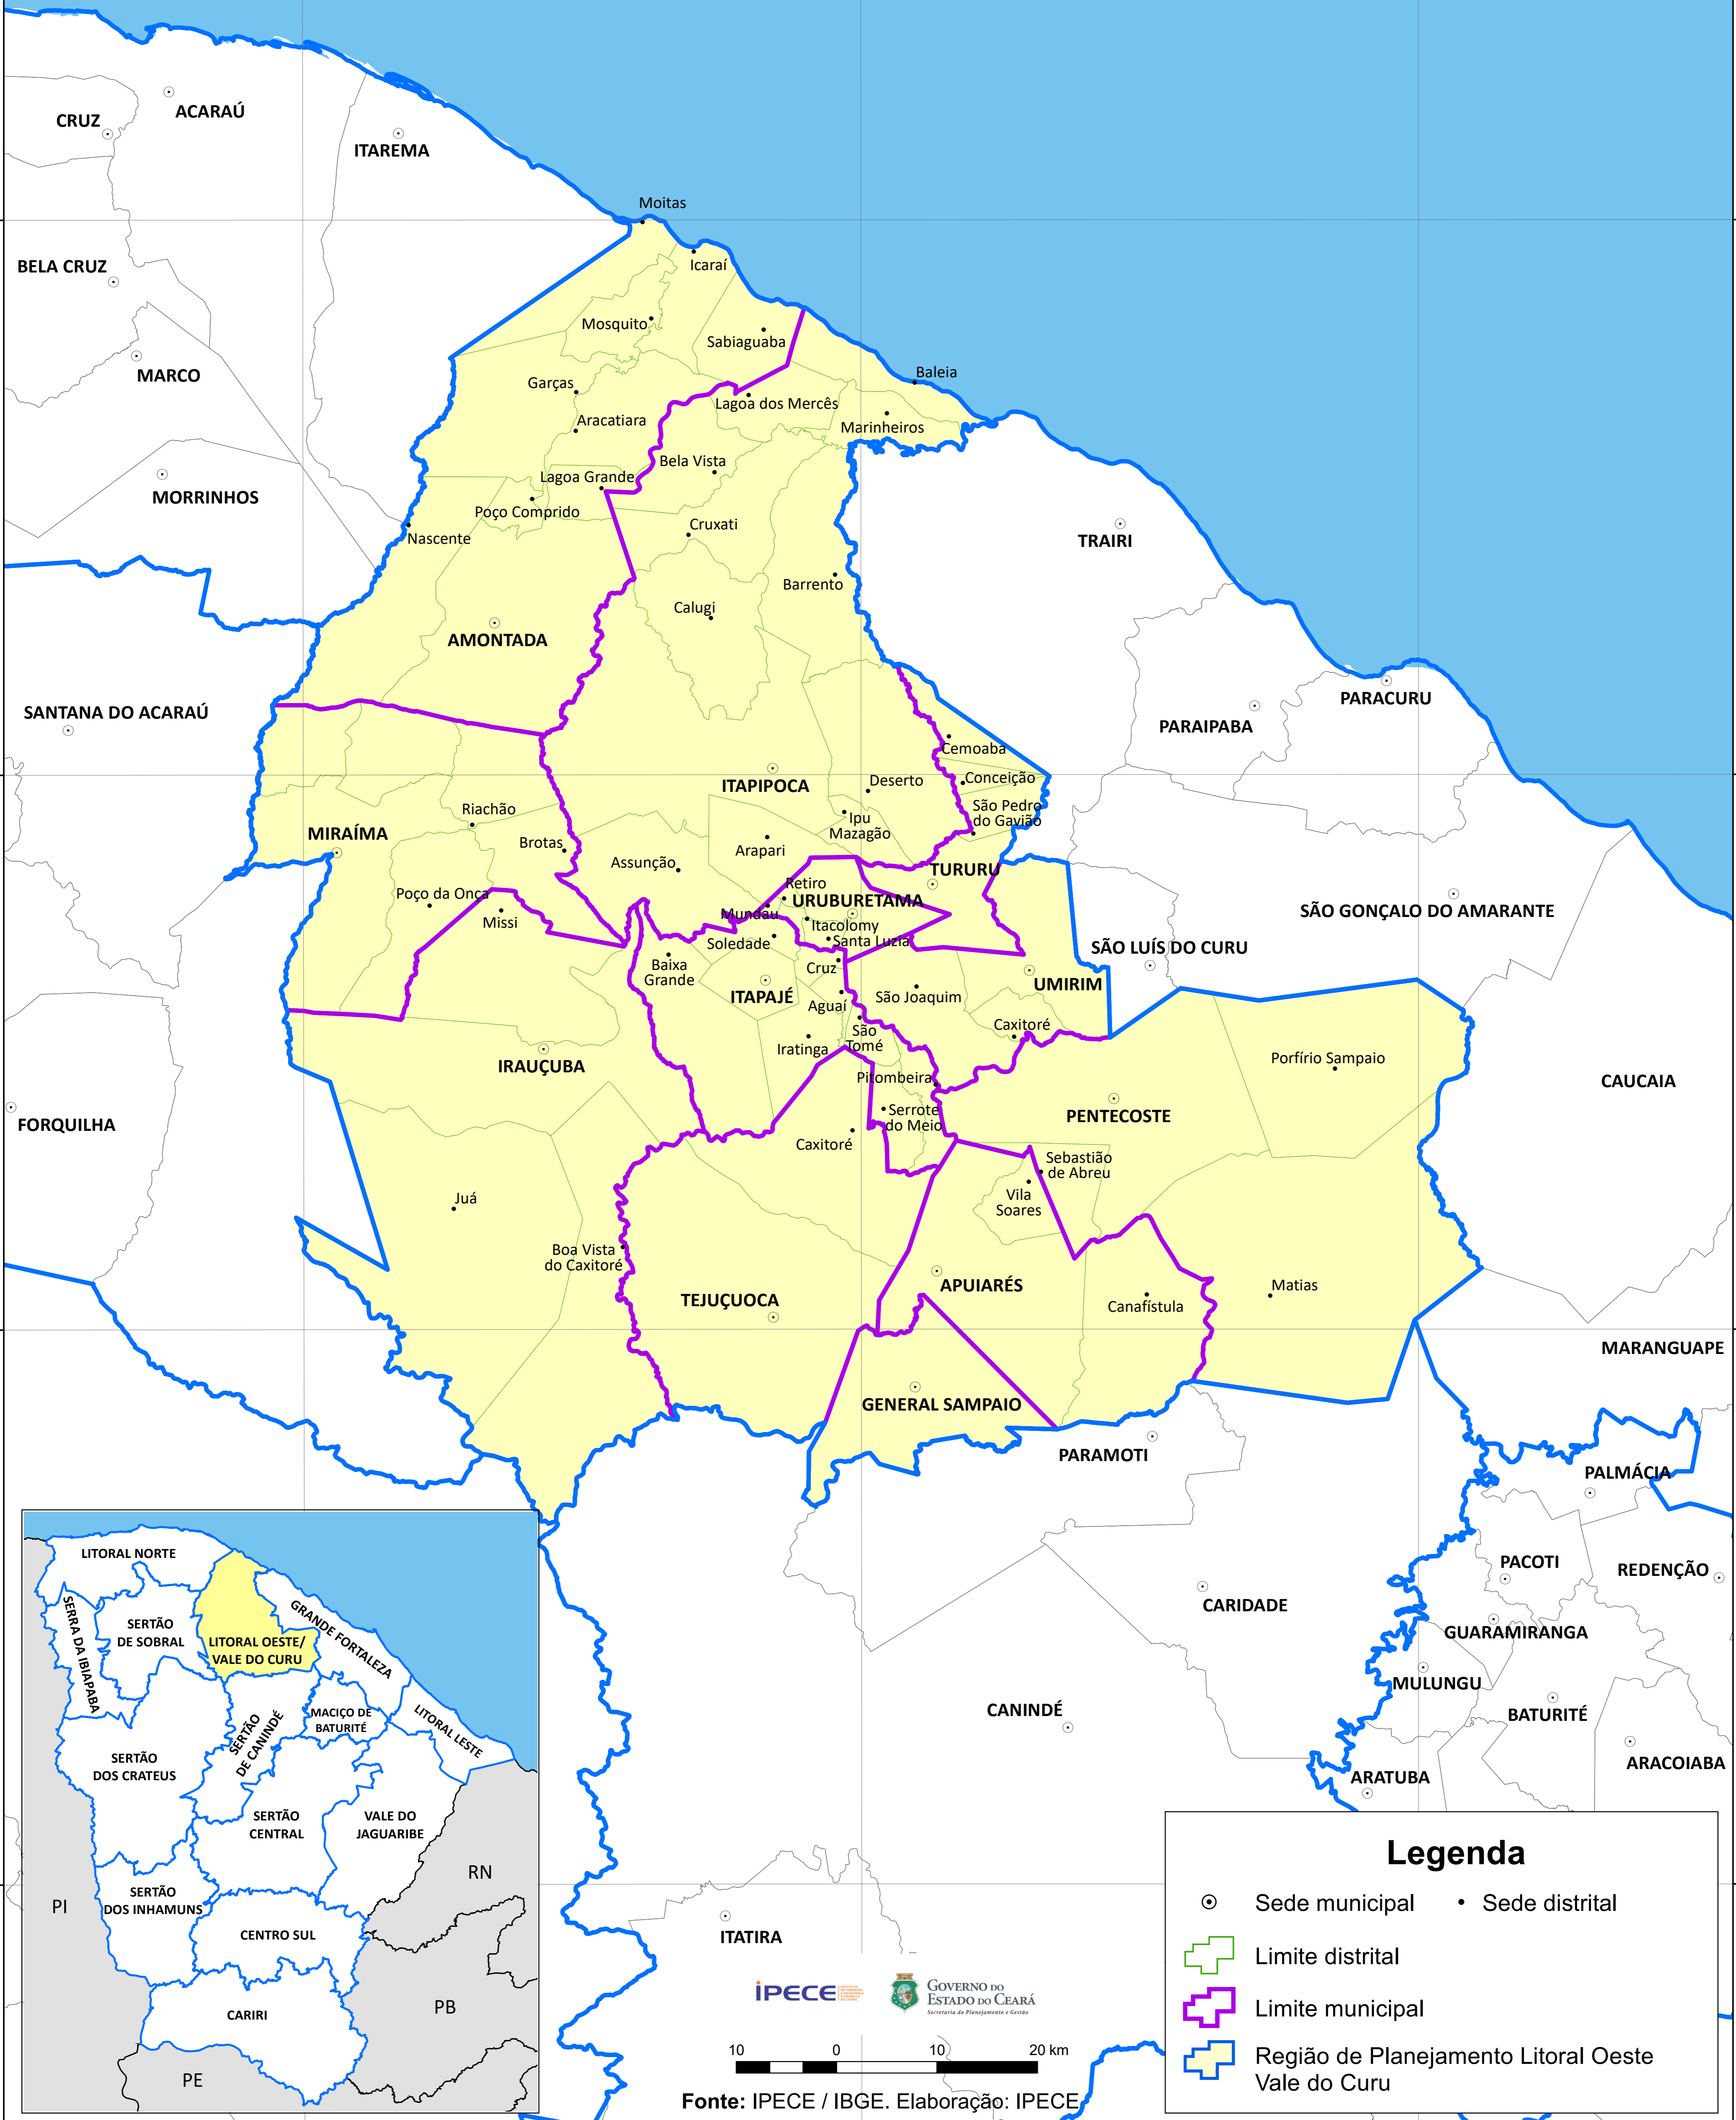 CRUZ
ACARAÚ
ITAREMA
Moitas
BELA CRUZ
Icaraí
Mosquito
Sabiaguaba
MARCO
Garças
Baleia
Lagoa dos Mercês
Aracatiara
Marinheiros
Bela Vista
Lagoa Grande
MORRINHOS
Poço Comprido
Cruxati
Nascente
TRAIRI
Barrento
Calugi
AMONTADA
SANTANA DO ACARAÚ
PARACURU
PARAIPABA
Cemoaba
ITAPIPOCA
Deserto
Conceição
Riachão
São Pedro
do Gavião
Ipu
Mazagão
MIRAÍMA
Brotas
Arapari
Assunção
TURURU
Retiro
Poço da Onça
URUBURETAMA
Mundaú
Missi
Itacolomy
SÃO GONÇALO DO AMARANTE
Soledade
Santa Luzia
SÃO LUÍS DO CURU
Baixa
Grande
Cruz
UMIRIM
ITAPAJÉ
São Joaquim
Aguaí
Caxitoré
São
Tomé
Iratinga
IRAUÇUBA
Porfírio Sampaio
Pitombeira
CAUCAIA
FORQUILHA
Serrote
do Meio
PENTECOSTE
Caxitoré
Sebastião
de Abreu
Juá
Vila
Soares
Boa Vista
do Caxitoré
APUIARÉS
Matias
TEJUÇUOCA
Canafístula
MARANGUAPE
GENERAL SAMPAIO
PARAMOTI
PALMÁCIA
PACOTI
REDENÇÃO
CARIDADE
GUARAMIRANGA
MULUNGU
CANINDÉ
BATURITÉ
ARACOIABA
ARATUBA
ITATIRA
LITORAL NORTE
SERRA DA IBIAPABA
SERTÃO
DE SOBRAL
LITORAL OESTE/
VALE DO CURU
GRANDE FORTALEZA
MACIÇO DE
BATURITÉ
SERTÃO
DE CANINDÉ
LITORAL LESTE
SERTÃO
DOS CRATEUS
SERTÃO
CENTRAL
VALE DO
JAGUARIBE
RN
PI
SERTÃO
DOS INHAMUNS
CENTRO SUL
PB
CARIRI
PE
Legenda
Sede municipal
Sede distrital
Limite distrital
Limite municipal
Região de Planejamento Litoral Oeste
Vale do Curu
IPECE
GOVERNO DO
ESTADO DO CEARÁ
Secretaria do Planejamento e Gestão
10 0 10 20 km
Fonte: IPECE / IBGE. Elaboração: IPECE